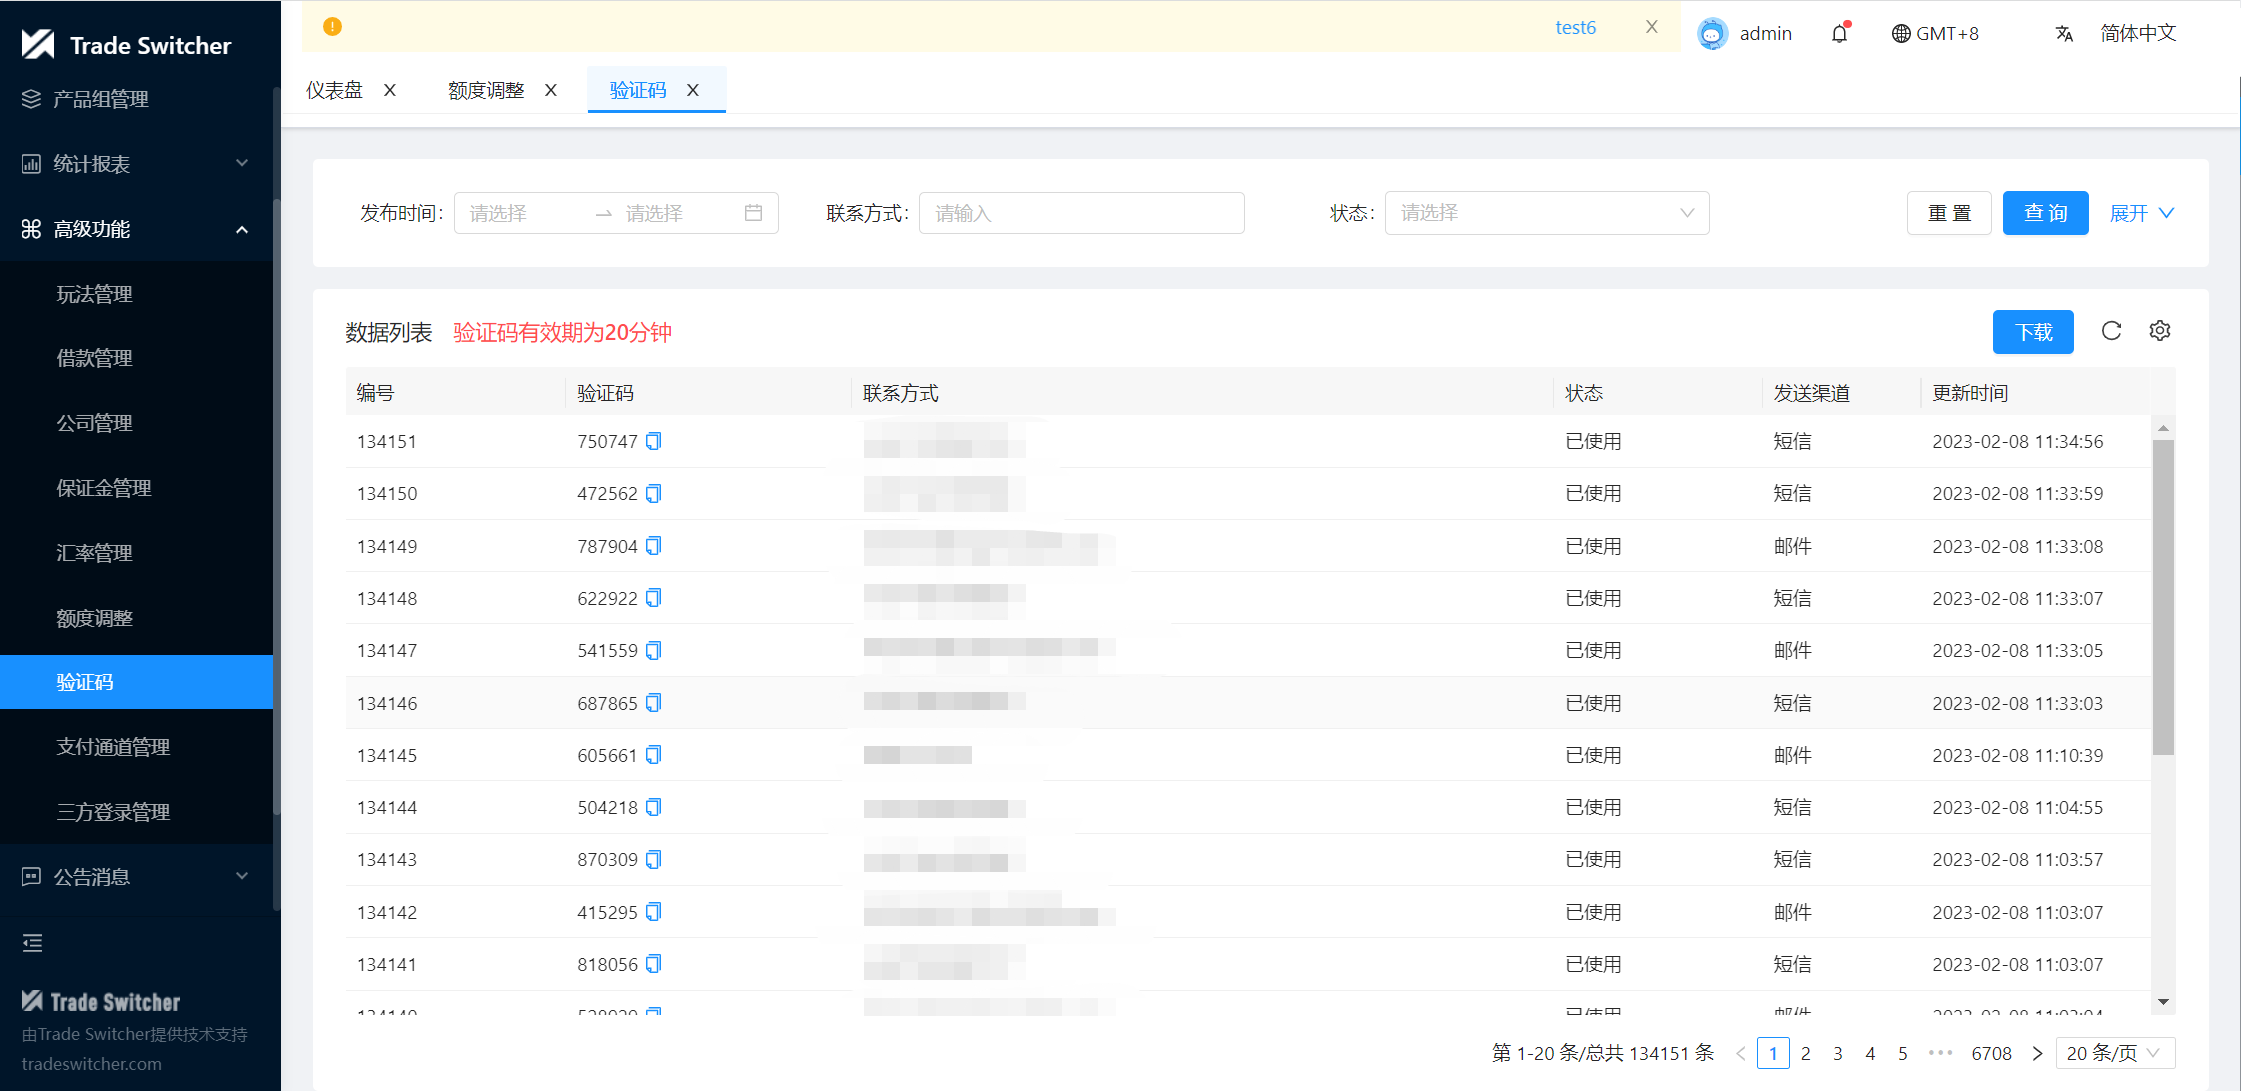 Trade Switcher
test6
X
admin
GMT+8
简体中文
产品组管理
统计报表
高级功能
玩法管理
借款管理
公司管理
保证金管理
汇率管理
额度调整
验证码
支付通道管理
三方登录管理
公告消息
Trade Switcher
由Trade Switcher提供技术支持
tradeswitcher.com
仪表盘 X 额度调整 X 验证码 X
发布时间: 请选择 → 请选择 联系方式: 请输入 状态: 请选择 重 置 查 询 展开
数据列表 验证码有效期为20分钟 下载
编号 验证码 联系方式 状态 发送渠道 更新时间
134151 750747 已使用 短信 2023-02-08 11:34:56
134150 472562 已使用 短信 2023-02-08 11:33:59
134149 787904 已使用 邮件 2023-02-08 11:33:08
134148 622922 已使用 短信 2023-02-08 11:33:07
134147 541559 已使用 邮件 2023-02-08 11:33:05
134146 687865 已使用 短信 2023-02-08 11:33:03
134145 605661 已使用 邮件 2023-02-08 11:10:39
134144 504218 已使用 短信 2023-02-08 11:04:55
134143 870309 已使用 短信 2023-02-08 11:03:57
134142 415295 已使用 邮件 2023-02-08 11:03:07
134141 818056 已使用 短信 2023-02-08 11:03:07
第 1-20 条/总共 134151 条 < 1 2 3 4 5 ••• 6708 > 20 条/页